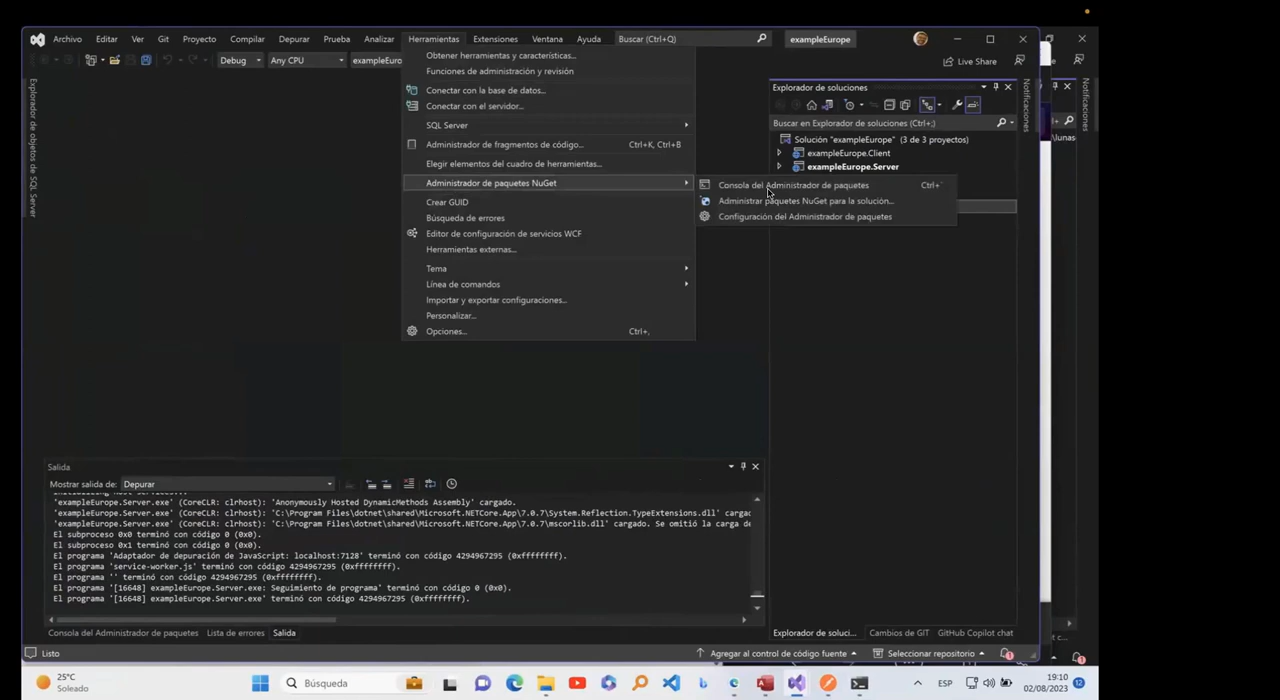 Archivo Editar Ver Git Proyecto Compilar Depurar Prueba Analizar Herramientas Extensiones Ventana Ayuda Buscar (Ctrl+Q) exampleEurope
Debug Any CPU exampleEuro Live Share
Obtener herramientas y características...
Funciones de administración y revisión
Conectar con la base de datos...
Conectar con el servidor...
SQL Server
Administrador de fragmentos de código... Ctrl+K, Ctrl+B
Elegir elementos del cuadro de herramientas...
Administrador de paquetes NuGet
Crear GUID
Búsqueda de errores
Editor de configuración de servicios WCF
Herramientas externas...
Tema
Línea de comandos
Importar y exportar configuraciones...
Personalizar...
Opciones... Ctrl+,
Consola del Administrador de paquetes Ctrl+`
Administrar paquetes NuGet para la solución...
Configuración del Administrador de paquetes
Explorador de objetos de SQL Server
Explorador de soluciones
Buscar en Explorador de soluciones (Ctrl+;)
Solución "exampleEurope" (3 de 3 proyectos)
exampleEurope.Client
exampleEurope.Server
Notificaciones
Notificaciones
\lunas
Salida
Mostrar salida de: Depurar
'exampleEurope.Server.exe' (CoreCLR: clrhost): 'Anonymously Hosted DynamicMethods Assembly' cargado.
'exampleEurope.Server.exe' (CoreCLR: clrhost): 'C:\Program Files\dotnet\shared\Microsoft.NETCore.App\7.0.7\System.Reflection.TypeExtensions.dll' cargado
'exampleEurope.Server.exe' (CoreCLR: clrhost): 'C:\Program Files\dotnet\shared\Microsoft.NETCore.App\7.0.7\mscorlib.dll' cargado. Se omitió la carga de
El subproceso 0x0 terminó con código 0 (0x0).
El subproceso 0x1 terminó con código 0 (0x0).
El programa 'Adaptador de depuración de JavaScript: localhost:7128' terminó con código 4294967295 (0xffffffff).
El programa 'service-worker.js' terminó con código 4294967295 (0xffffffff).
El programa '' terminó con código 4294967295 (0xffffffff).
El programa '[16648] exampleEurope.Server.exe: Seguimiento de programa' terminó con código 0 (0x0).
El programa '[16648] exampleEurope.Server.exe' terminó con código 4294967295 (0xffffffff).
Consola del Administrador de paquetes Lista de errores Salida
Explorador de soluci... Cambios de GIT GitHub Copilot chat
Listo Agregar al control de código fuente Seleccionar repositorio
25°C
Soleado
Búsqueda
ESP
19:10
02/08/2023
12